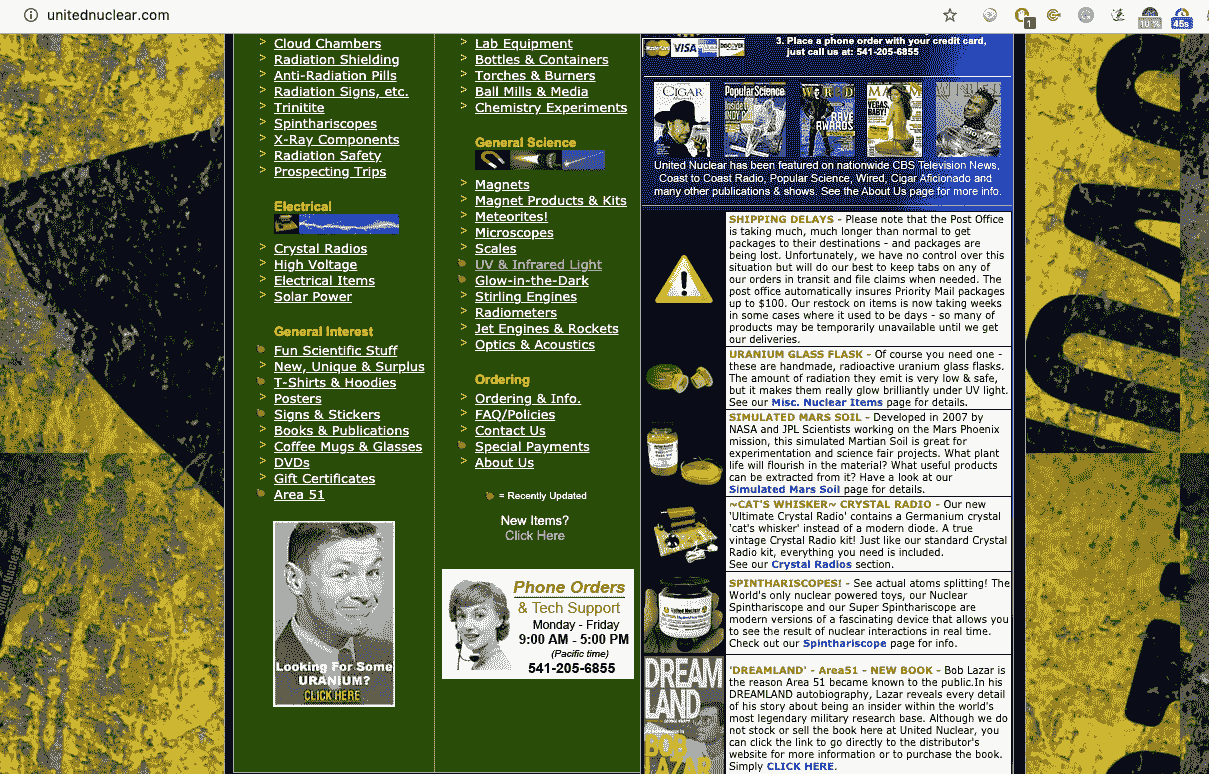 unitednuclear.com
1
10 %
45s
> Cloud Chambers
> Radiation Shielding
> Anti-Radiation Pills
> Radiation Signs, etc.
> Trinitite
> Spinthariscopes
> X-Ray Components
> Radiation Safety
> Prospecting Trips
Electrical
> Crystal Radios
> High Voltage
> Electrical Items
> Solar Power
General Interest
Fun Scientific Stuff
> New, Unique & Surplus
T-Shirts & Hoodies
> Posters
Signs & Stickers
> Books & Publications
> Coffee Mugs & Glasses
> DVDs
> Gift Certificates
Area 51
Looking For Some
URANIUM?
CLICK HERE
> Lab Equipment
> Bottles & Containers
> Torches & Burners
> Ball Mills & Media
> Chemistry Experiments
General Science
> Magnets
> Magnet Products & Kits
> Meteorites!
> Microscopes
> Scales
UV & Infrared Light
Glow-in-the-Dark
> Stirling Engines
> Radiometers
> Jet Engines & Rockets
> Optics & Acoustics
Ordering
> Ordering & Info.
> FAQ/Policies
> Contact Us
Special Payments
> About Us
= Recently Updated
New Items?
Click Here
Phone Orders
& Tech Support
Monday - Friday
9:00 AM - 5:00 PM
(Pacific time)
541-205-6855
MasterCard VISA DISCOVER
3. Place a phone order with your credit card,
just call us at: 541-205-6855
CIGAR
Popular Science
WIRED
MAXIM
United Nuclear has been featured on nationwide CBS Television News,
Coast to Coast Radio, Popular Science, Wired, Cigar Aficionado and
many other publications & shows. See the About Us page for more info.
SHIPPING DELAYS - Please note that the Post Office
is taking much, much longer than normal to get
packages to their destinations - and packages are
being lost. Unfortunately, we have no control over this
situation but will do our best to keep tabs on any of
our orders in transit and file claims when needed. The
post office automatically insures Priority Mail packages
up to $100. Our restock on items is now taking weeks
in some cases where it used to be days - so many of
products may be temporarily unavailable until we get
our deliveries.
URANIUM GLASS FLASK - Of course you need one -
these are handmade, radioactive uranium glass flasks.
The amount of radiation they emit is very low & safe,
but it makes them really glow brilliantly under UV light.
See our Misc. Nuclear Items page for details.
SIMULATED MARS SOIL - Developed in 2007 by
NASA and JPL Scientists working on the Mars Phoenix
mission, this simulated Martian Soil is great for
experimentation and science fair projects. What plant
life will flourish in the material? What useful products
can be extracted from it? Have a look at our
Simulated Mars Soil page for details.
~CAT'S WHISKER~ CRYSTAL RADIO - Our new
'Ultimate Crystal Radio' contains a Germanium crystal
'cat's whisker' instead of a modern diode. A true
vintage Crystal Radio kit! Just like our standard Crystal
Radio kit, everything you need is included.
See our Crystal Radios section.
SPINTHARISCOPES! - See actual atoms splitting! The
World's only nuclear powered toys, our Nuclear
Spinthariscope and our Super Spinthariscope are
modern versions of a fascinating device that allows you
to see the result of nuclear interactions in real time.
Check out our Spinthariscope page for info.
DREAM
LAND
BOB
LAZAR
'DREAMLAND' - Area51 - NEW BOOK - Bob Lazar is
the reason Area 51 became known to the public.In his
DREAMLAND autobiography, Lazar reveals every detail
of his story about being an insider within the world's
most legendary military research base. Although we do
not stock or sell the book here at United Nuclear, you
can click the link to go directly to the distributor's
website for more information or to purchase the book.
Simply CLICK HERE.